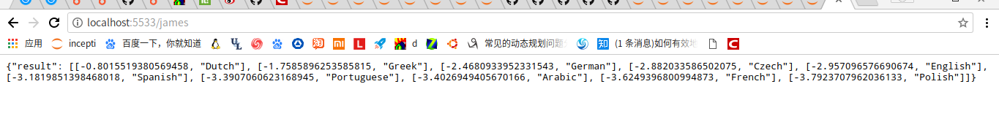 localhost:5533/james
应用 incepti 百度一下，你就知道 d 常见的动态规划问题 知 (1 条消息)如何有效地
{"result": [[-0.8015519380569458, "Dutch"], [-1.7585896253585815, "Greek"], [-2.4680933952331543, "German"], [-2.882033586502075, "Czech"], [-2.957096576690674, "English"],
[-3.1819851398468018, "Spanish"], [-3.3907060623168945, "Portuguese"], [-3.4026949405670166, "Arabic"], [-3.6249396800994873, "French"], [-3.7923707962036133, "Polish"]]}